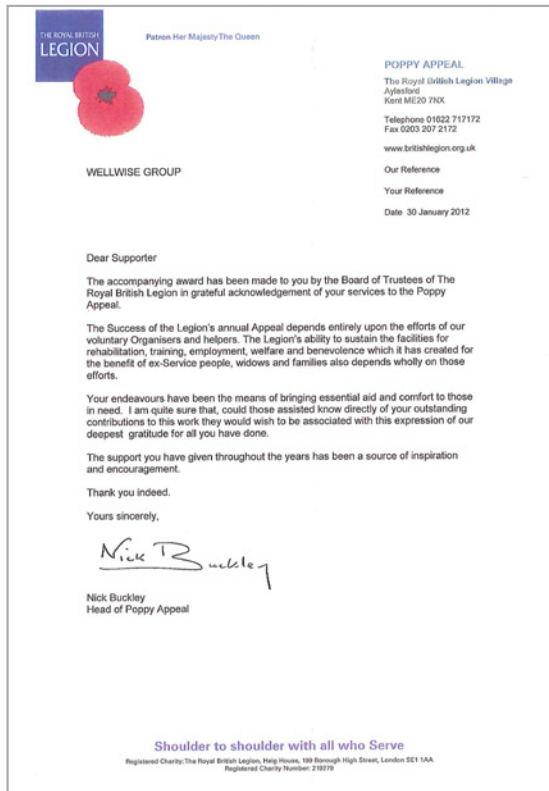 THE ROYAL BRITISH
LEGION
Patron Her Majesty The Queen
POPPY APPEAL
The Royal British Legion Village
Aylesford
Kent ME20 7NX
Telephone 01622 717172
Fax 0203 207 2172
www.britishlegion.org.uk
WELLWISE GROUP
Our Reference
Your Reference
Date 30 January 2012
Dear Supporter
The accompanying award has been made to you by the Board of Trustees of The
Royal British Legion in grateful acknowledgement of your services to the Poppy
Appeal.
The Success of the Legion's annual Appeal depends entirely upon the efforts of our
voluntary Organisers and helpers. The Legion's ability to sustain the facilities for
rehabilitation, training, employment, welfare and benevolence which it has created for
the benefit of ex-Service people, widows and families also depends wholly on those
efforts.
Your endeavours have been the means of bringing essential aid and comfort to those
in need. I am quite sure that, could those assisted know directly of your outstanding
contributions to this work they would wish to be associated with this expression of our
deepest gratitude for all you have done.
The support you have given throughout the years has been a source of inspiration
and encouragement.
Thank you indeed.
Yours sincerely,
Nick Buckley
Nick Buckley
Head of Poppy Appeal
Shoulder to shoulder with all who Serve
Registered Charity: The Royal British Legion, Haig House, 199 Borough High Street, London SE1 1AA
Registered Charity Number: 219279